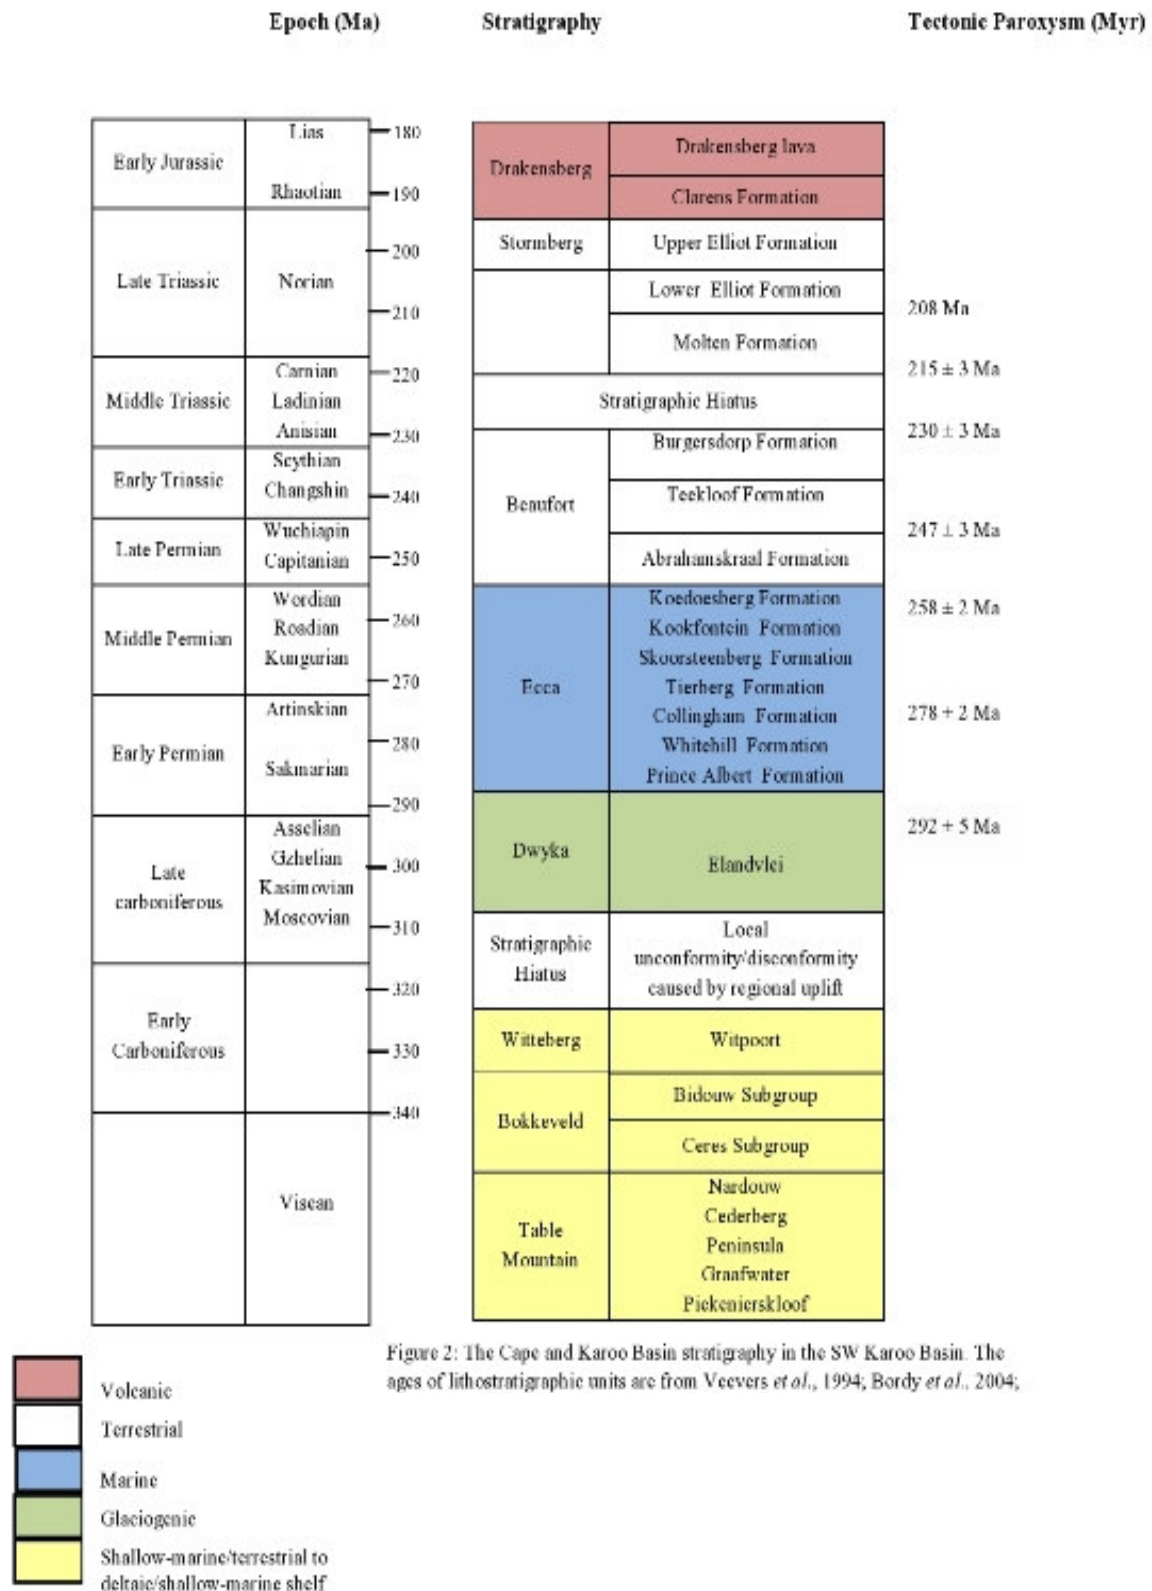 Epoch (Ma)
Stratigraphy
Tectonic Paroxysm (Myr)
Early Jurassic
Lias
Rhaotian
180
190
Late Triassic
Norian
200
210
Middle Triassic
Carnian
Ladinian
Anisian
220
230
Early Triassic
Scythian
Changshin
240
Late Permian
Wuchiapin
Capitanian
250
Middle Permian
Wordian
Roadian
Kungurian
260
270
Early Permian
Artinskian
Sakmarian
280
290
Late
carboniferous
Asselian
Gzhelian
Kasimovian
Moscovian
300
310
Early
Carboniferous
320
330
340
Visean
Drakensberg
Drakensberg lava
Clarens Formation
Stormberg
Upper Elliot Formation
Lower Elliot Formation
Molten Formation
Stratigraphic Hiatus
Beaufort
Burgersdorp Formation
Teekloof Formation
Abrahamskraal Formation
Ecca
Koedoesberg Formation
Kookfontein Formation
Skoorsteenberg Formation
Tierberg Formation
Collingham Formation
Whitehill Formation
Prince Albert Formation
Dwyka
Elandvlei
Stratigraphic
Hiatus
Local
unconformity/disconformity
caused by regional uplift
Witteberg
Witpoort
Bokkeveld
Bidouw Subgroup
Ceres Subgroup
Table
Mountain
Nardouw
Cederberg
Peninsula
Graafwater
Piekenierskloof
208 Ma
215 ± 3 Ma
230 ± 3 Ma
247 ± 3 Ma
258 ± 2 Ma
278 + 2 Ma
292 + 5 Ma
Figure 2: The Cape and Karoo Basin stratigraphy in the SW Karoo Basin. The
ages of lithostratigraphic units are from Veevers et al., 1994; Bordy et al., 2004;
Volcanic
Terrestrial
Marine
Glaciogenic
Shallow-marine/terrestrial to
deltaic/shallow-marine shelf